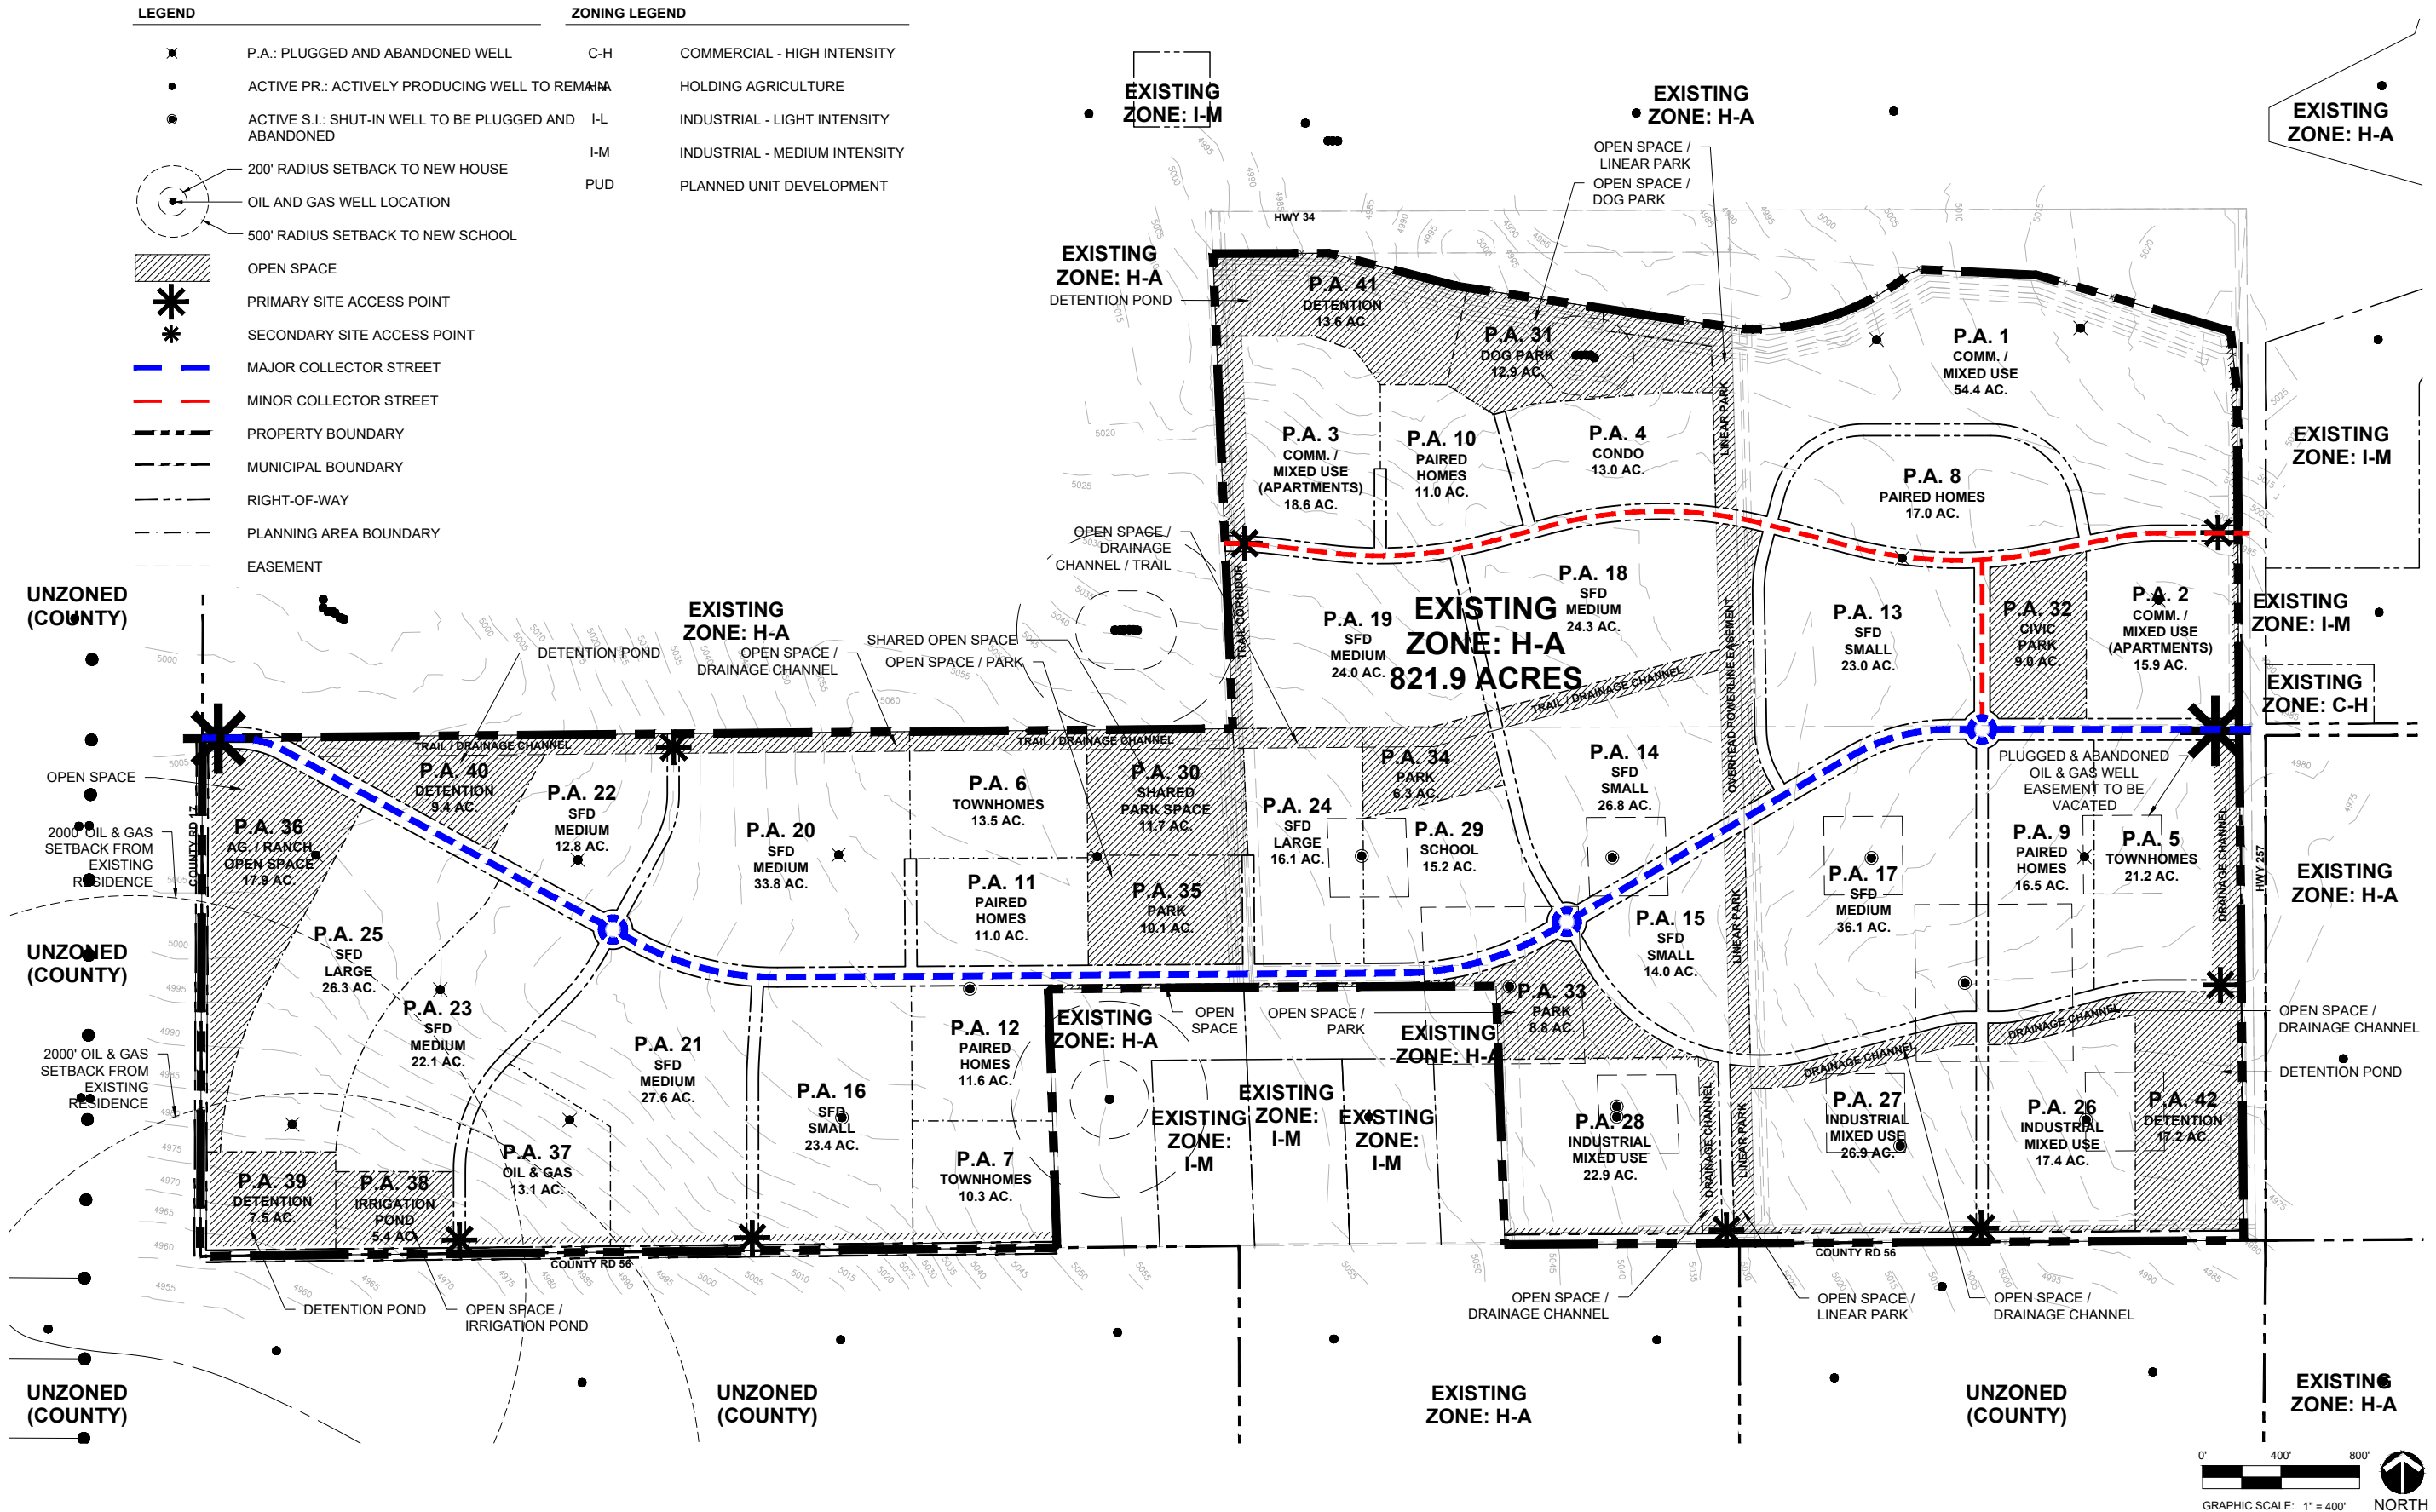 LEGEND
P.A.: PLUGGED AND ABANDONED WELL
ACTIVE PR.: ACTIVELY PRODUCING WELL TO REMAIN
ACTIVE S.I.: SHUT-IN WELL TO BE PLUGGED AND
ABANDONED
200' RADIUS SETBACK TO NEW HOUSE
OIL AND GAS WELL LOCATION
500' RADIUS SETBACK TO NEW SCHOOL
OPEN SPACE
PRIMARY SITE ACCESS POINT
SECONDARY SITE ACCESS POINT
MAJOR COLLECTOR STREET
MINOR COLLECTOR STREET
PROPERTY BOUNDARY
MUNICIPAL BOUNDARY
RIGHT-OF-WAY
PLANNING AREA BOUNDARY
EASEMENT
ZONING LEGEND
C-H COMMERCIAL - HIGH INTENSITY
H-A HOLDING AGRICULTURE
I-L INDUSTRIAL - LIGHT INTENSITY
I-M INDUSTRIAL - MEDIUM INTENSITY
PUD PLANNED UNIT DEVELOPMENT
EXISTING
ZONE: I-M
EXISTING
ZONE: H-A
EXISTING
ZONE: H-A
OPEN SPACE /
LINEAR PARK
OPEN SPACE /
DOG PARK
HWY 34
EXISTING
ZONE: H-A
DETENTION POND
P.A. 41
DETENTION
13.6 AC.
P.A. 31
DOG PARK
12.9 AC.
P.A. 1
COMM. /
MIXED USE
54.4 AC.
P.A. 3
COMM. /
MIXED USE
(APARTMENTS)
18.6 AC.
P.A. 10
PAIRED
HOMES
11.0 AC.
P.A. 4
CONDO
13.0 AC.
LINEAR PARK
P.A. 8
PAIRED HOMES
17.0 AC.
EXISTING
ZONE: I-M
OPEN SPACE /
DRAINAGE
CHANNEL / TRAIL
TRAIL CORRIDOR
P.A. 19
SFD
MEDIUM
24.0 AC.
P.A. 18
SFD
MEDIUM
24.3 AC.
EXISTING
ZONE: H-A
821.9 ACRES
TRAIL / DRAINAGE CHANNEL
OVERHEAD POWERLINE EASEMENT
P.A. 13
SFD
SMALL
23.0 AC.
P.A. 32
CIVIC
PARK
9.0 AC.
P.A. 2
COMM. /
MIXED USE
(APARTMENTS)
15.9 AC.
EXISTING
ZONE: I-M
EXISTING
ZONE: C-H
UNZONED
(COUNTY)
EXISTING
ZONE: H-A
DETENTION POND
OPEN SPACE /
DRAINAGE CHANNEL
SHARED OPEN SPACE
OPEN SPACE / PARK
OPEN SPACE
TRAIL / DRAINAGE CHANNEL
TRAIL / DRAINAGE CHANNEL
2000' OIL & GAS
SETBACK FROM
EXISTING
RESIDENCE
COUNTY RD 17
P.A. 36
AG. / RANCH
OPEN SPACE
17.9 AC.
P.A. 40
DETENTION
9.4 AC.
P.A. 22
SFD
MEDIUM
12.8 AC.
P.A. 20
SFD
MEDIUM
33.8 AC.
P.A. 6
TOWNHOMES
13.5 AC.
P.A. 30
SHARED
PARK SPACE
11.7 AC.
P.A. 11
PAIRED
HOMES
11.0 AC.
P.A. 35
PARK
10.1 AC.
P.A. 24
SFD
LARGE
16.1 AC.
P.A. 34
PARK
6.3 AC.
P.A. 29
SCHOOL
15.2 AC.
P.A. 14
SFD
SMALL
26.8 AC.
P.A. 15
SFD
SMALL
14.0 AC.
LINEAR PARK
P.A. 17
SFD
MEDIUM
36.1 AC.
PLUGGED & ABANDONED
OIL & GAS WELL
EASEMENT TO BE
VACATED
P.A. 9
PAIRED
HOMES
16.5 AC.
P.A. 5
TOWNHOMES
21.2 AC.
DRAINAGE CHANNEL
HWY 257
EXISTING
ZONE: H-A
UNZONED
(COUNTY)
P.A. 25
SFD
LARGE
26.3 AC.
P.A. 23
SFD
MEDIUM
22.1 AC.
P.A. 21
SFD
MEDIUM
27.6 AC.
P.A. 16
SFD
SMALL
23.4 AC.
P.A. 12
PAIRED
HOMES
11.6 AC.
EXISTING
ZONE: H-A
OPEN
SPACE
OPEN SPACE /
PARK
EXISTING
ZONE: H-A
P.A. 33
PARK
8.8 AC.
DRAINAGE CHANNEL
DRAINAGE CHANNEL
OPEN SPACE /
DRAINAGE CHANNEL
DETENTION POND
2000' OIL & GAS
SETBACK FROM
EXISTING
RESIDENCE
P.A. 39
DETENTION
7.5 AC.
P.A. 38
IRRIGATION
POND
5.4 AC.
P.A. 37
OIL & GAS
13.1 AC.
P.A. 7
TOWNHOMES
10.3 AC.
EXISTING
ZONE:
I-M
EXISTING
ZONE:
I-M
EXISTING
ZONE:
I-M
P.A. 28
INDUSTRIAL
MIXED USE
22.9 AC.
DRAINAGE CHANNEL
LINEAR PARK
P.A. 27
INDUSTRIAL
MIXED USE
26.9 AC.
P.A. 26
INDUSTRIAL
MIXED USE
17.4 AC.
P.A. 42
DETENTION
17.2 AC.
COUNTY RD 56
COUNTY RD 56
DETENTION POND
OPEN SPACE /
IRRIGATION POND
OPEN SPACE /
DRAINAGE CHANNEL
OPEN SPACE /
LINEAR PARK
OPEN SPACE /
DRAINAGE CHANNEL
UNZONED
(COUNTY)
UNZONED
(COUNTY)
EXISTING
ZONE: H-A
UNZONED
(COUNTY)
EXISTING
ZONE: H-A
0' 400' 800'
GRAPHIC SCALE: 1" = 400'
NORTH